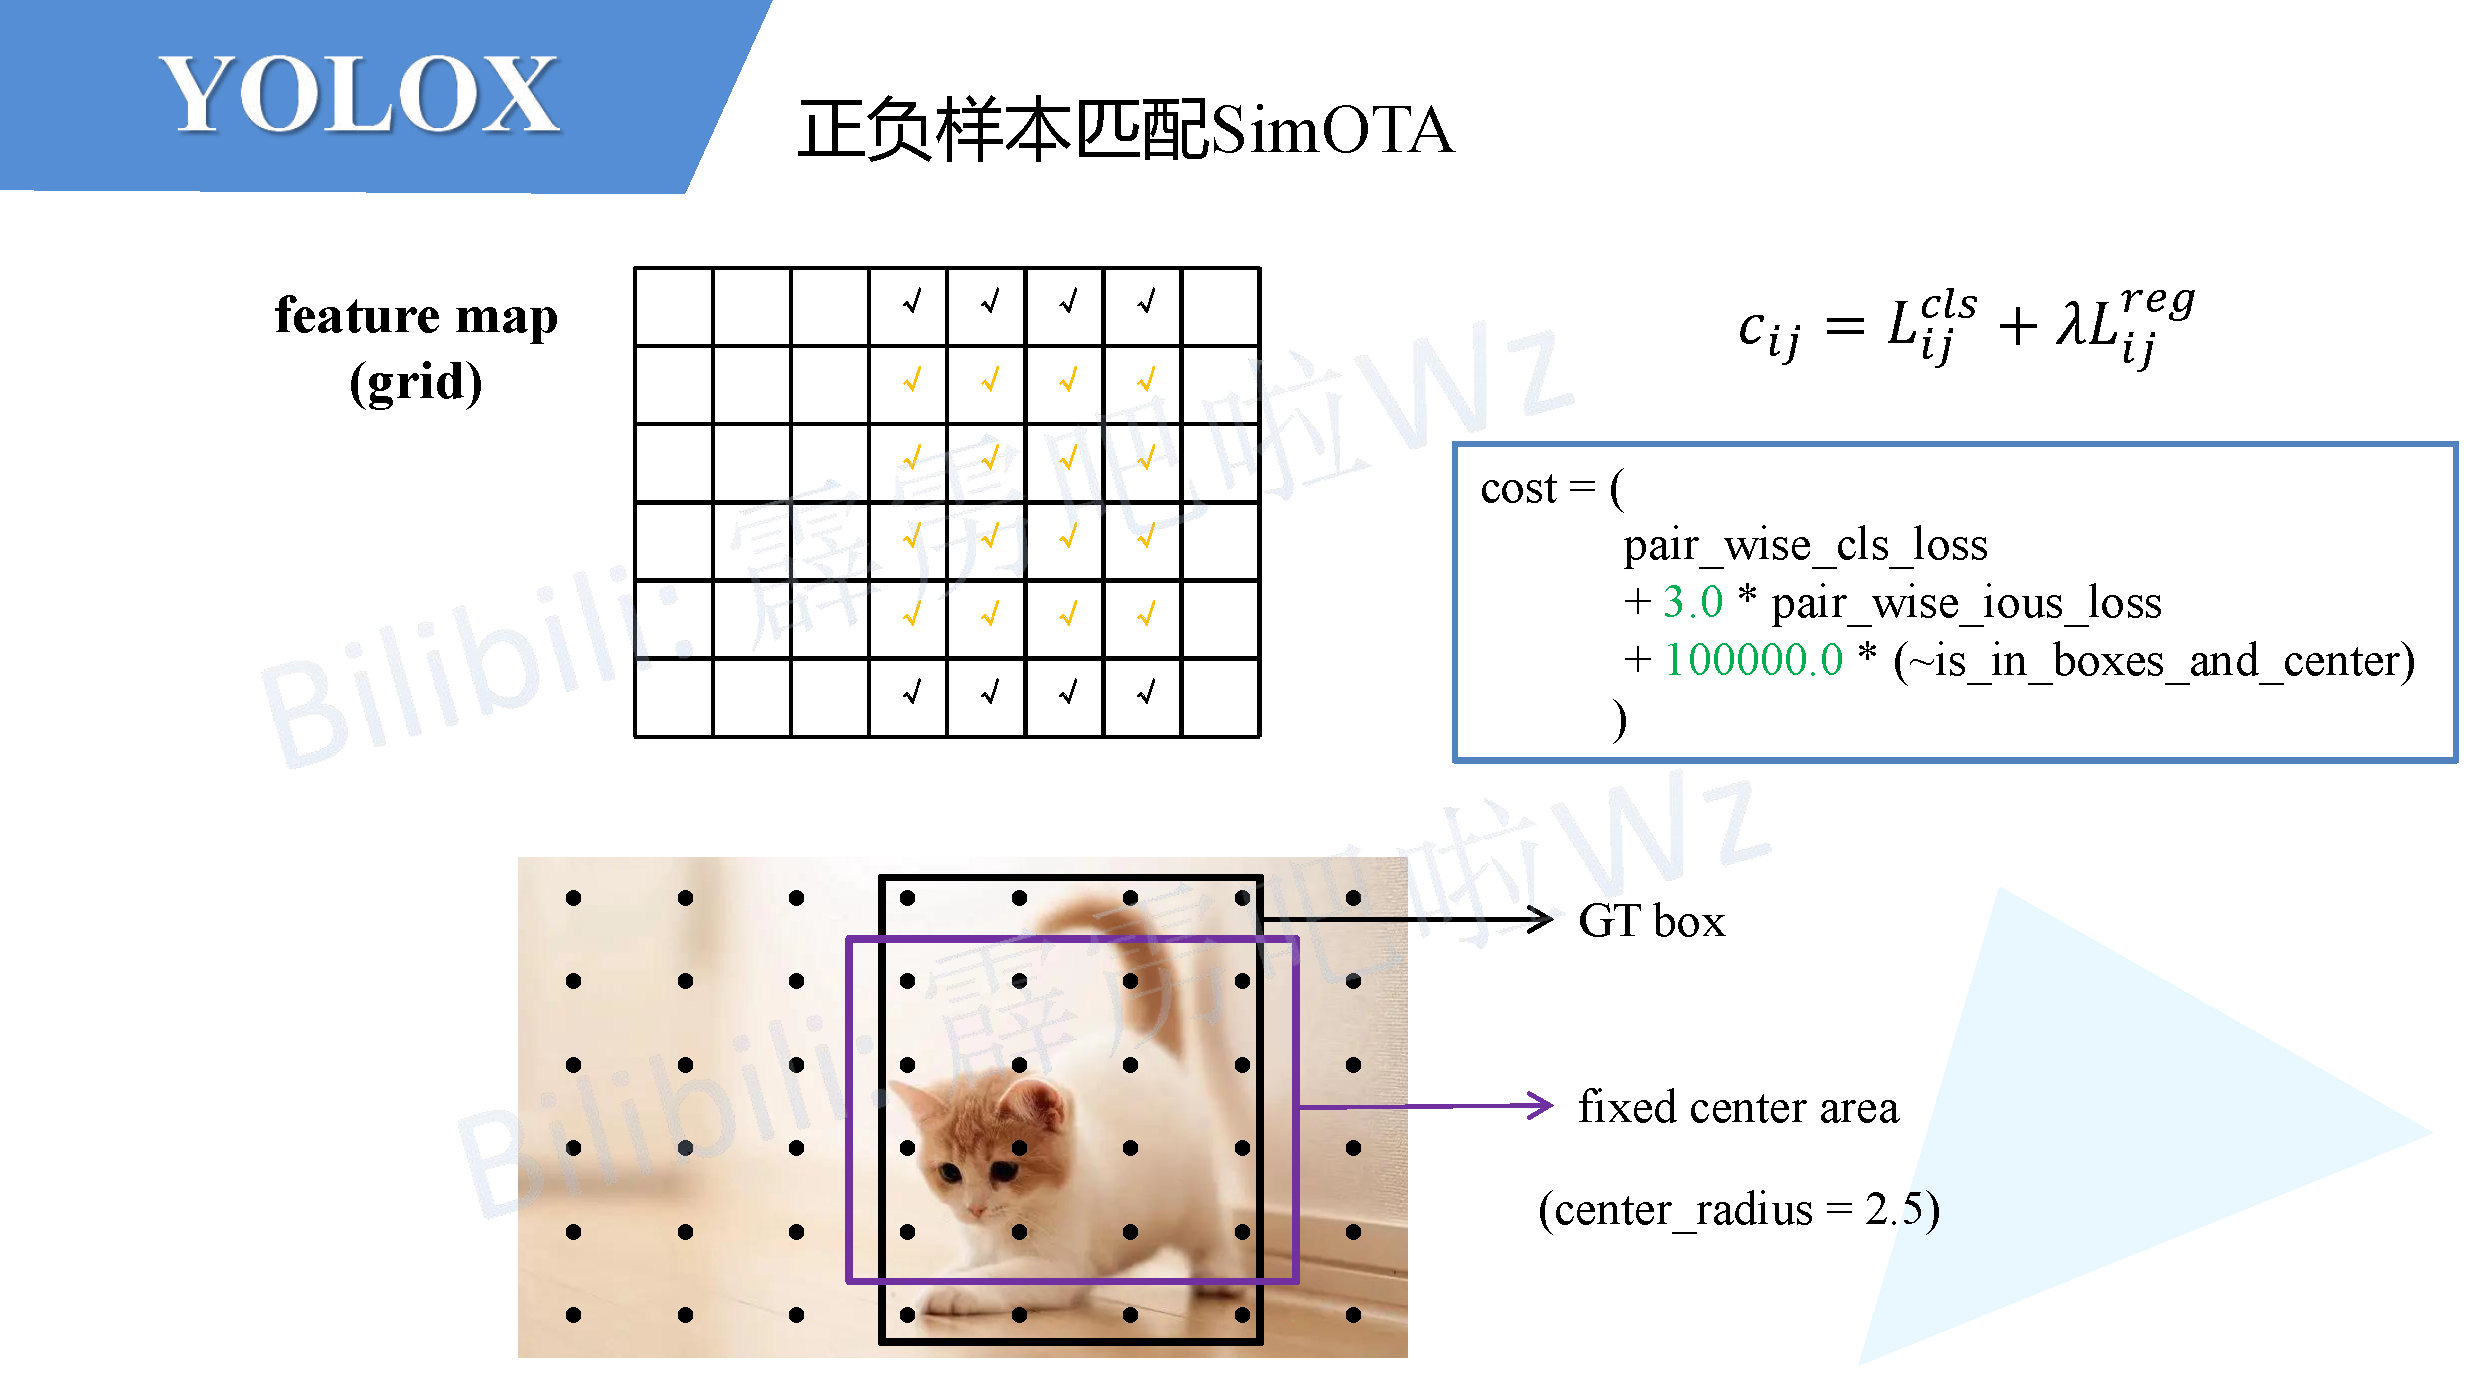 YOLOX
正负样本匹配SimOTA
feature map
(grid)
√ √ √ √
√ √ √ √
√ √ √ √
√ √ √ √
√ √ √ √
√ √ √ √
c_{ij} = L_{ij}^{cls} + λL_{ij}^{reg}
cost = (
pair_wise_cls_loss
+ 3.0 * pair_wise_ious_loss
+ 100000.0 * (~is_in_boxes_and_center)
)
Bilibili: 霹雳吧啦Wz
GT box
fixed center area
(center_radius = 2.5)
Bilibili: 霹雳吧啦Wz